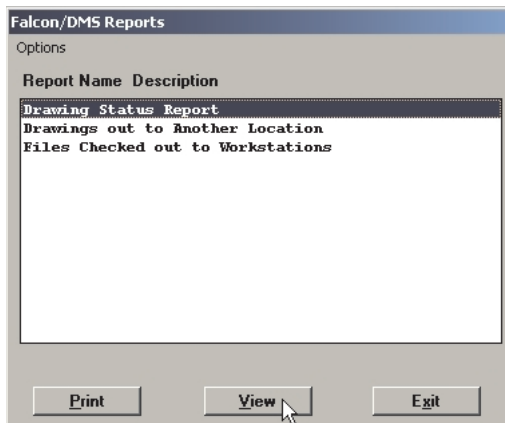 Falcon/DMS Reports
Options
Report Name Description
Drawing Status Report
Drawings out to Another Location
Files Checked out to Workstations
Print View Exit